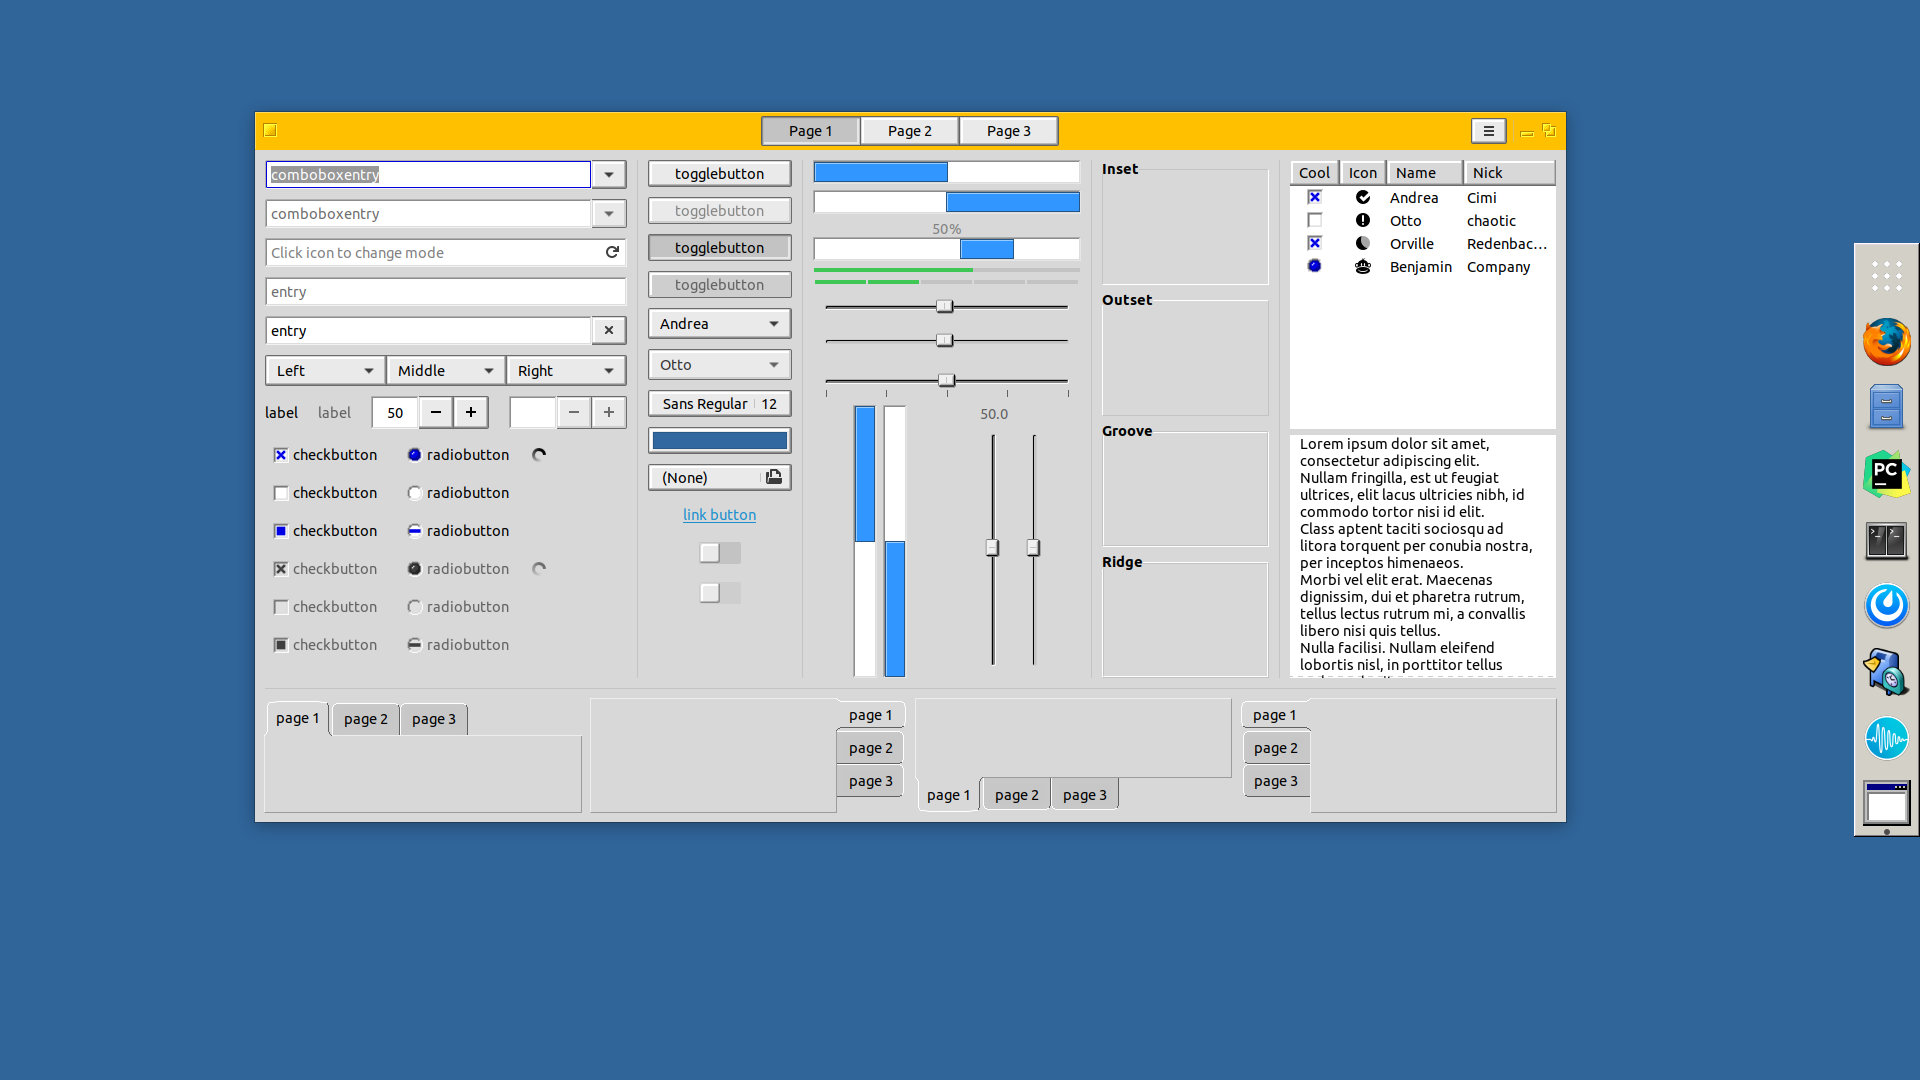 Page 1
Page 2
Page 3
comboboxentry
comboboxentry
Click icon to change mode
entry
entry
Left
Middle
Right
label
label
50
checkbutton
radiobutton
checkbutton
radiobutton
checkbutton
radiobutton
checkbutton
radiobutton
checkbutton
radiobutton
checkbutton
radiobutton
togglebutton
togglebutton
togglebutton
togglebutton
Andrea
Otto
Sans Regular 12
(None)
link button
50%
50.0
Inset
Outset
Groove
Ridge
Cool Icon Name Nick
Andrea Cimi
Otto chaotic
Orville Redenbac…
Benjamin Company
Lorem ipsum dolor sit amet,
consectetur adipiscing elit.
Nullam fringilla, est ut feugiat
ultrices, elit lacus ultricies nibh, id
commodo tortor nisi id elit.
Class aptent taciti sociosqu ad
litora torquent per conubia nostra,
per inceptos himenaeos.
Morbi vel elit erat. Maecenas
dignissim, dui et pharetra rutrum,
tellus lectus rutrum mi, a convallis
libero nisi quis tellus.
Nulla facilisi. Nullam eleifend
lobortis nisl, in porttitor tellus
page 1
page 2
page 3
page 1
page 2
page 3
page 1
page 2
page 3
page 1
page 2
page 3
PC